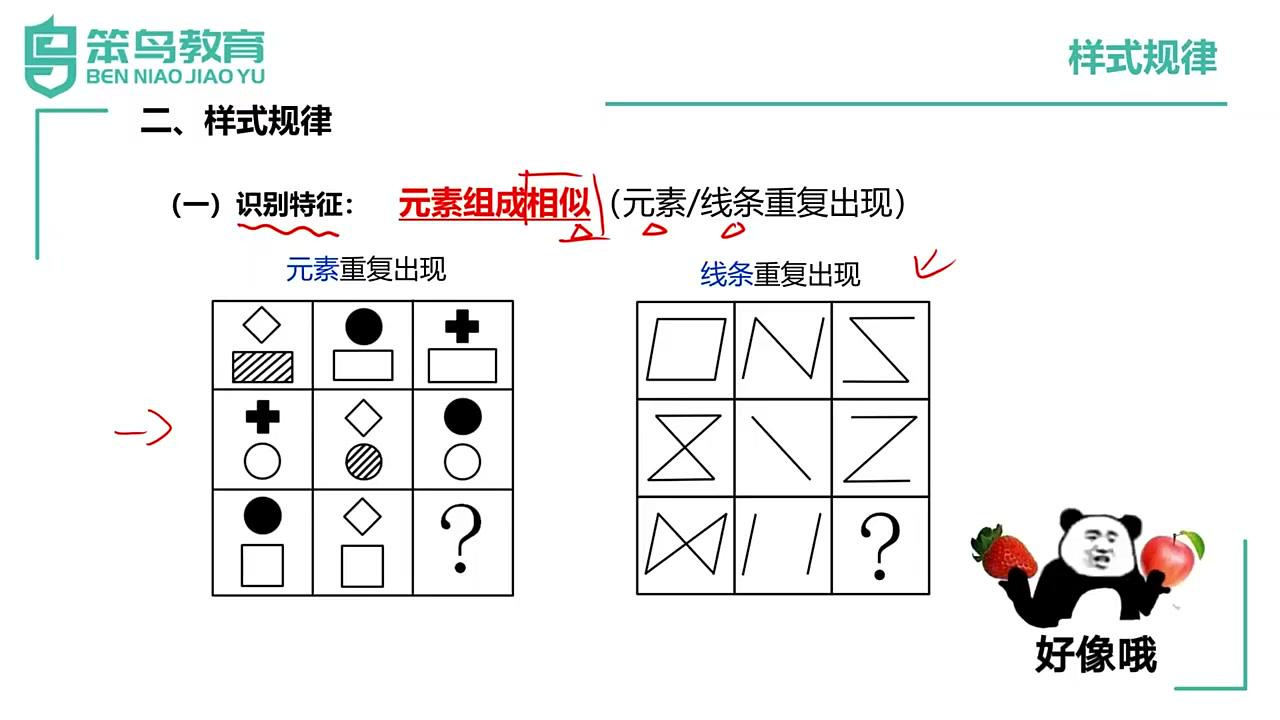 笨鸟教育
BEN NIAO JIAO YU
样式规律
二、样式规律
（一）识别特征： 元素组成相似（元素/线条重复出现）
元素重复出现
线条重复出现
?
?
好像哦